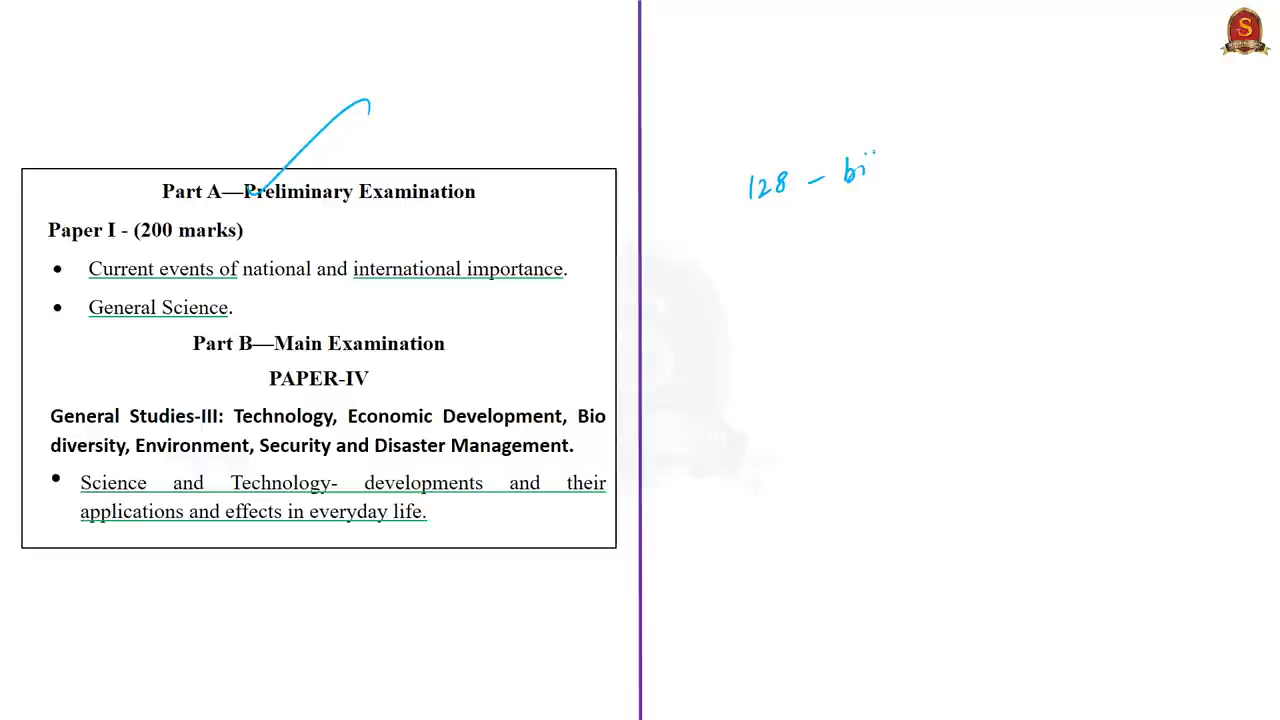 Part A—Preliminary Examination
Paper I - (200 marks)
• Current events of national and international importance.
• General Science.
Part B—Main Examination
PAPER-IV
General Studies-III: Technology, Economic Development, Bio
diversity, Environment, Security and Disaster Management.
• Science and Technology- developments and their
applications and effects in everyday life.
S
128 - bi